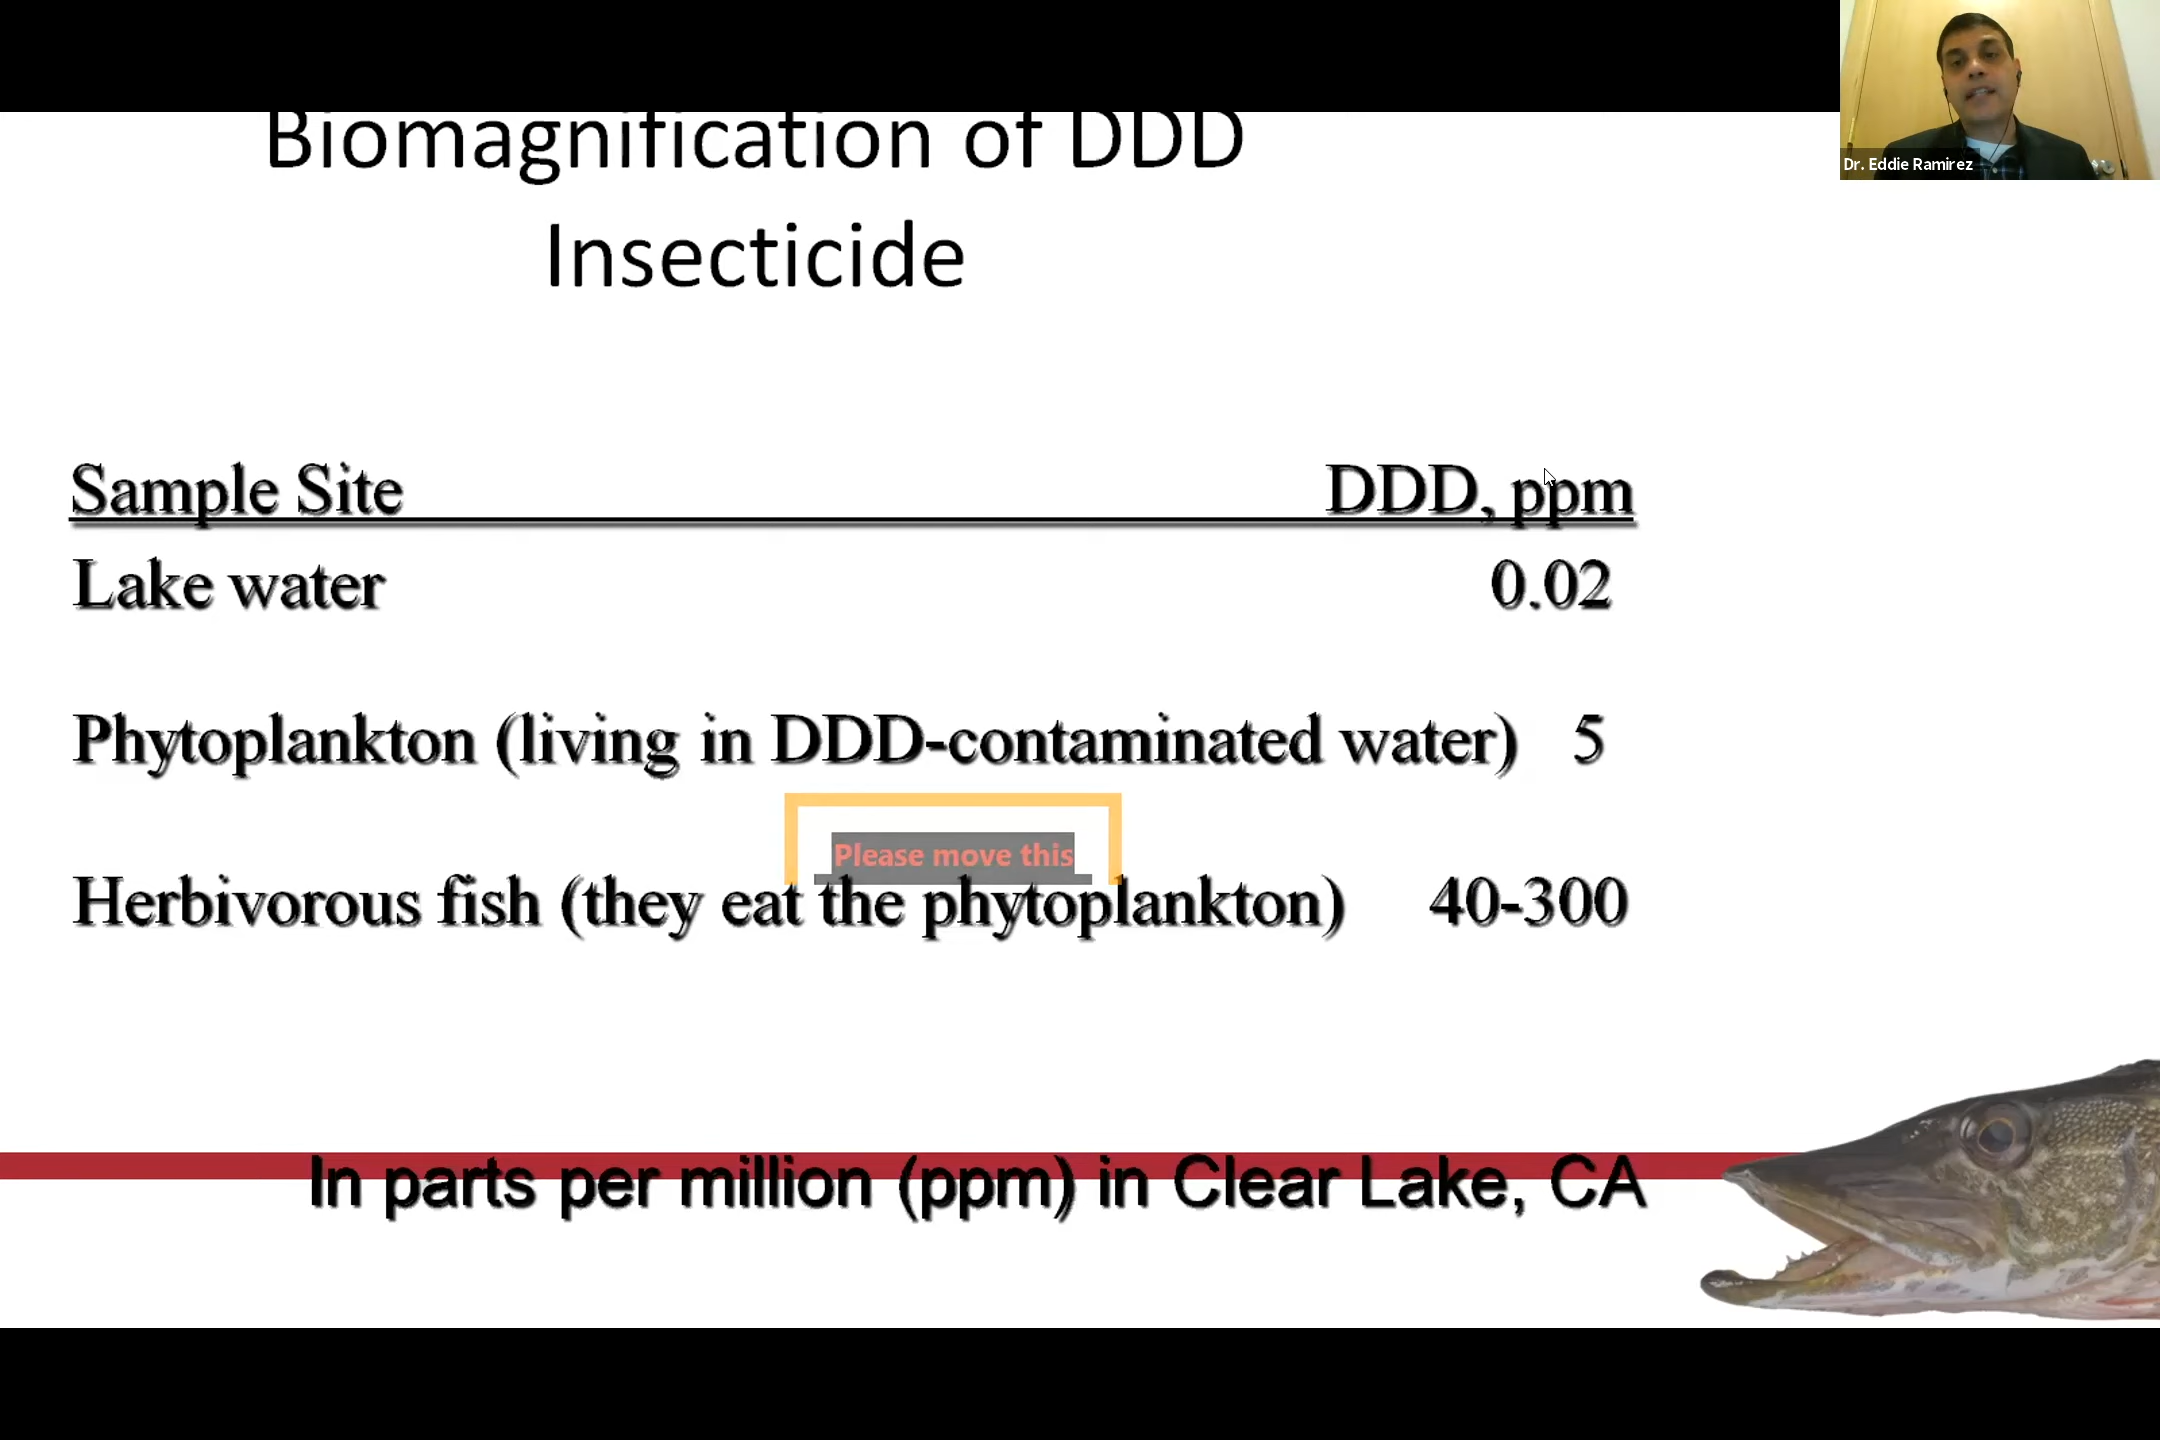 Dr. Eddie Ramirez
Biomagnification of DDD
Insecticide
Sample Site DDD, ppm
Lake water 0.02
Phytoplankton (living in DDD-contaminated water) 5
Please move this
Herbivorous fish (they eat the phytoplankton) 40-300
In parts per million (ppm) in Clear Lake, CA